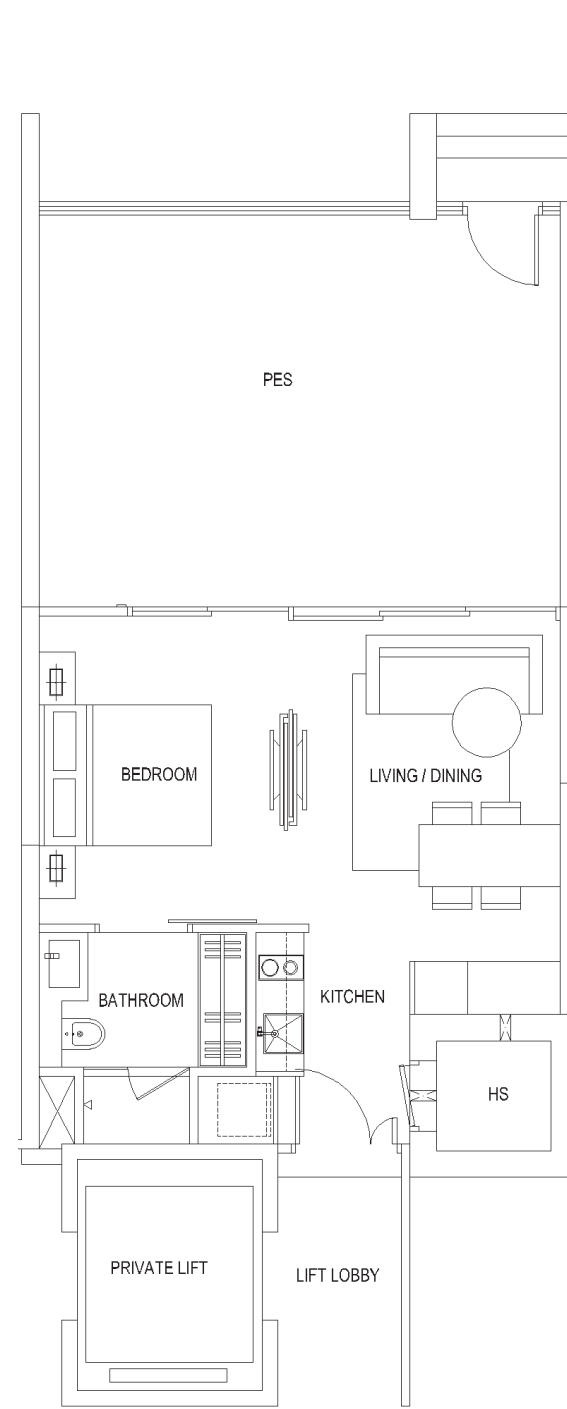 PES
BEDROOM
LIVING / DINING
BATHROOM
KITCHEN
HS
PRIVATE LIFT
LIFT LOBBY